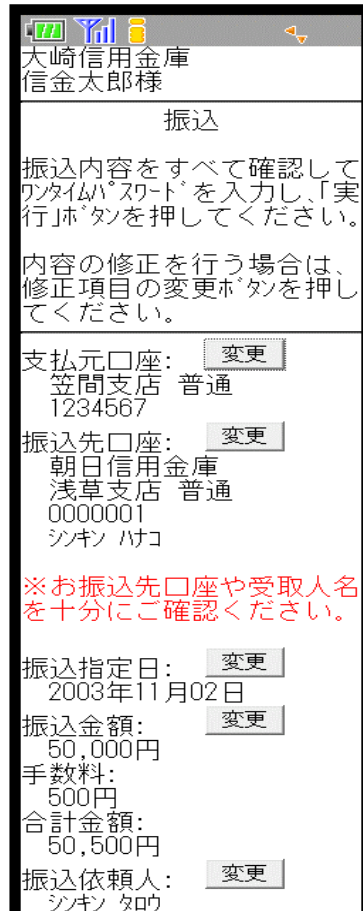 大崎信用金庫
信金太郎様
振込
振込内容をすべて確認して
ﾜﾝﾀｲﾑﾊﾟｽﾜｰﾄﾞを入力し、「実
行」ﾎﾞﾀﾝを押してください。
内容の修正を行う場合は、
修正項目の変更ﾎﾞﾀﾝを押し
てください。
支払元口座: 変更
笠間支店 普通
1234567
振込先口座: 変更
朝日信用金庫
浅草支店 普通
0000001
ｼﾝｷﾝ ﾊﾅｺ
※お振込先口座や受取人名
を十分にご確認ください。
振込指定日: 変更
2003年11月02日
振込金額: 変更
50,000円
手数料:
500円
合計金額:
50,500円
振込依頼人: 変更
ｼﾝｷﾝ ﾀﾛｳ